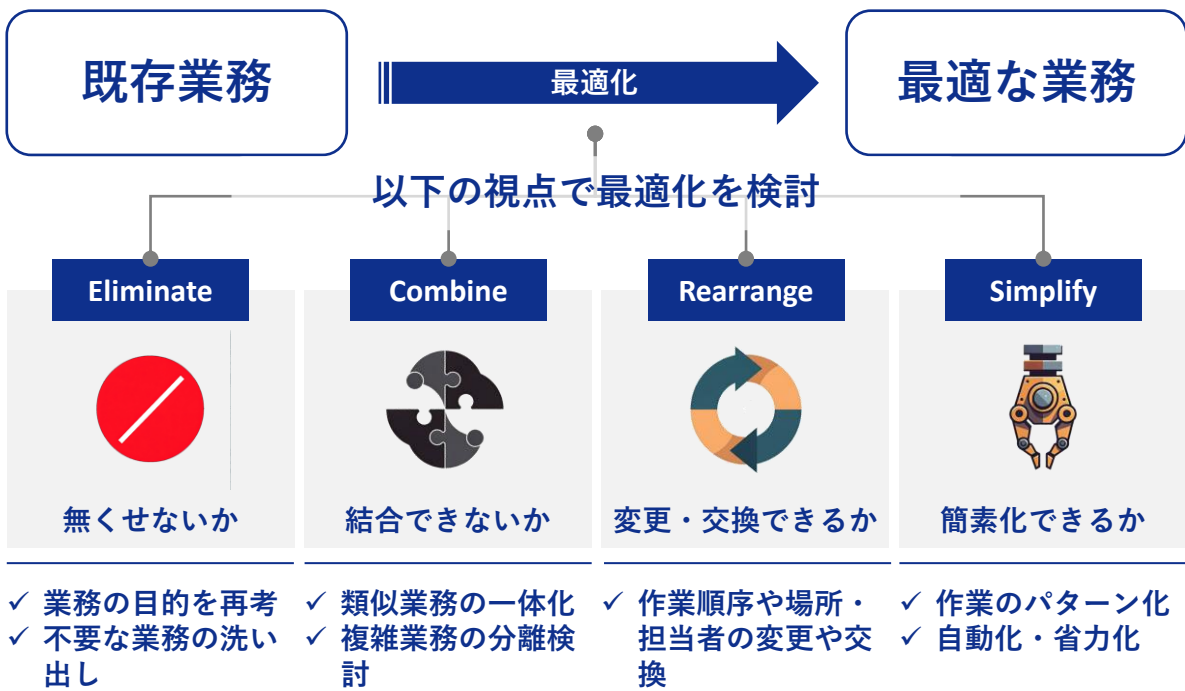 既存業務
最適化
最適な業務
以下の視点で最適化を検討
Eliminate
Combine
Rearrange
Simplify
無くせないか
結合できないか
変更・交換できるか
簡素化できるか
✓ 業務の目的を再考
✓ 不要な業務の洗い
出し
✓ 類似業務の一体化
✓ 複雑業務の分離検
討
✓ 作業順序や場所・
担当者の変更や交
換
✓ 作業のパターン化
✓ 自動化・省力化